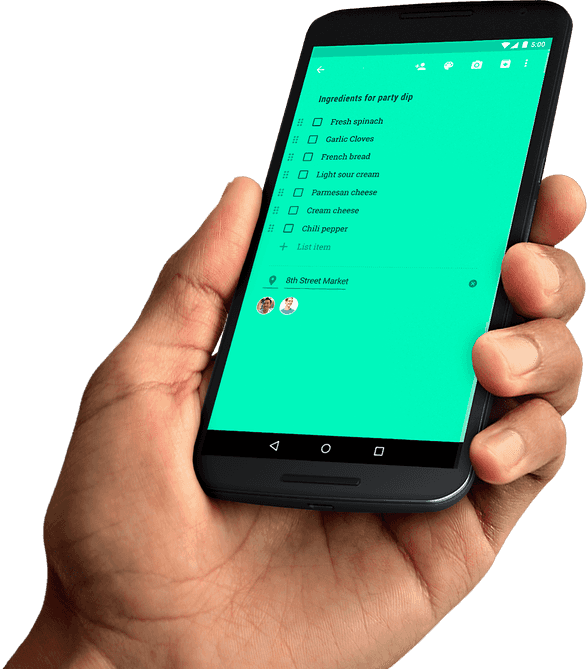 5:00
Ingredients for party dip
Fresh spinach
Garlic Cloves
French bread
Light sour cream
Parmesan cheese
Cream cheese
Chili pepper
List item
8th Street Market